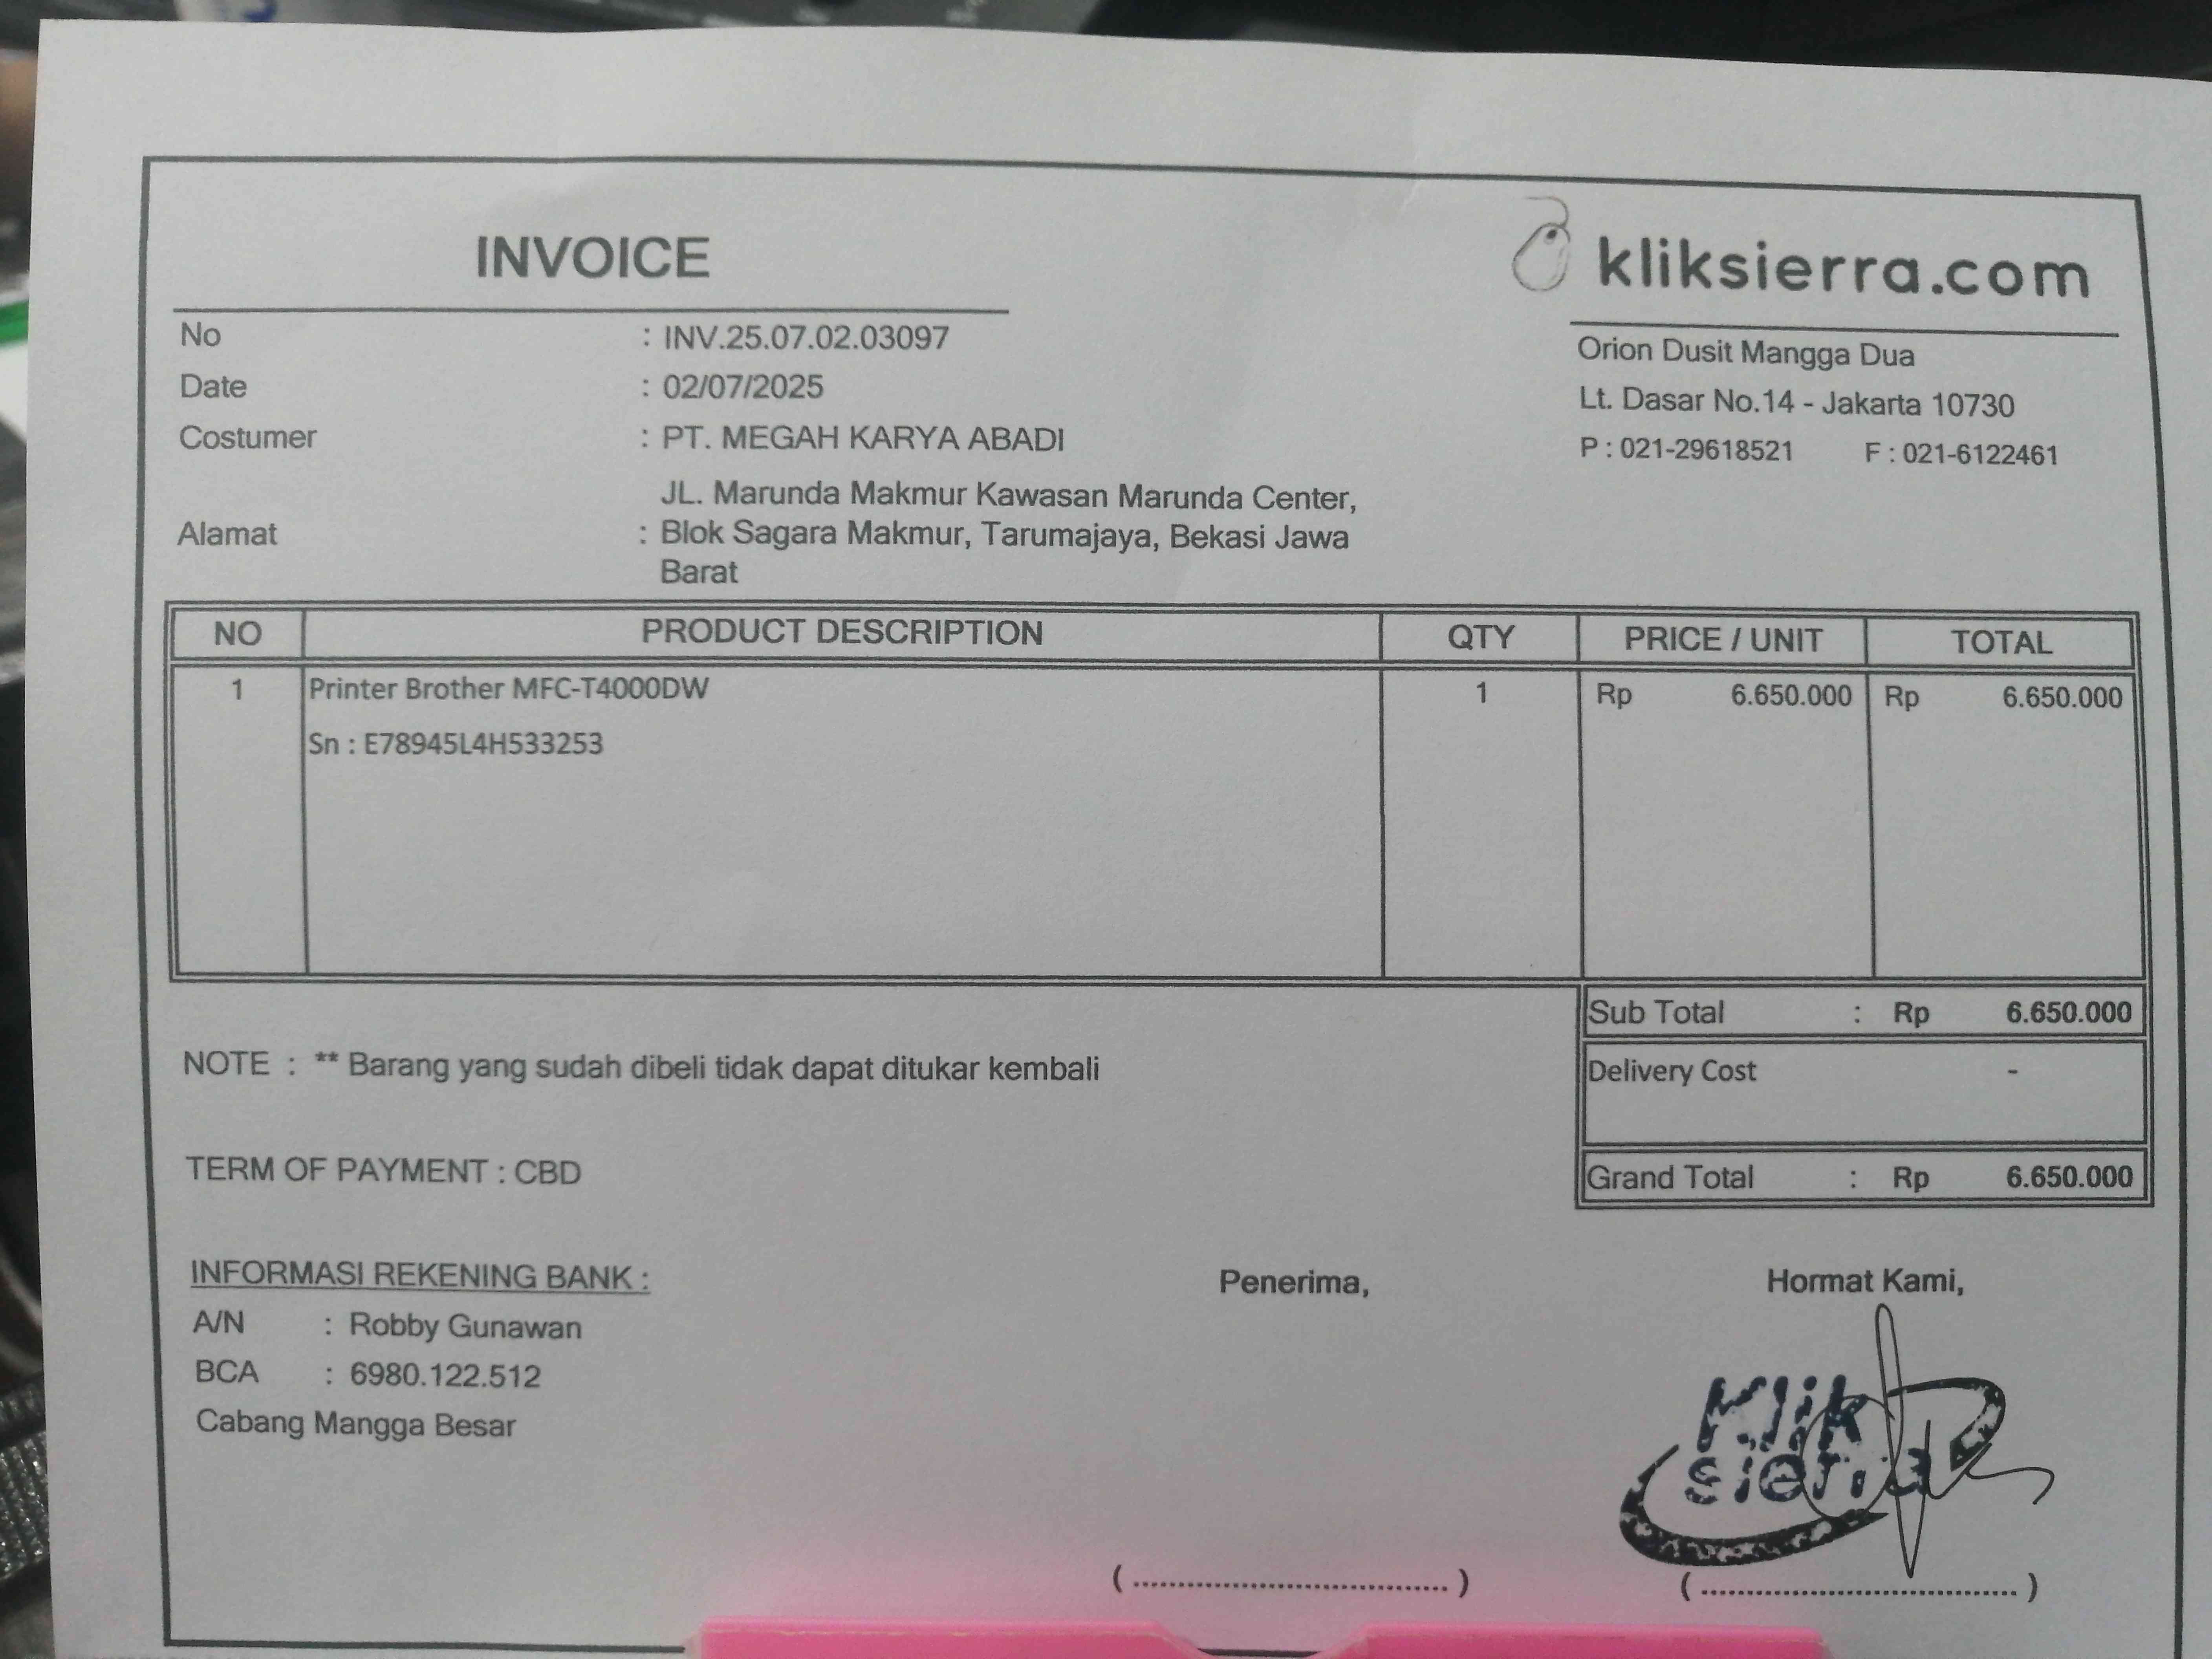 INVOICE
kliksierra.com
No : INV.25.07.02.03097
Date : 02/07/2025
Costumer : PT. MEGAH KARYA ABADI
Alamat : JL. Marunda Makmur Kawasan Marunda Center,
Blok Sagara Makmur, Tarumajaya, Bekasi Jawa
Barat
Orion Dusit Mangga Dua
Lt. Dasar No.14 - Jakarta 10730
P : 021-29618521 F : 021-6122461
NO PRODUCT DESCRIPTION QTY PRICE / UNIT TOTAL
1 Printer Brother MFC-T4000DW 1 Rp 6.650.000 Rp 6.650.000
Sn : E78945L4H533253
Sub Total : Rp 6.650.000
Delivery Cost -
Grand Total : Rp 6.650.000
NOTE : ** Barang yang sudah dibeli tidak dapat ditukar kembali
TERM OF PAYMENT : CBD
INFORMASI REKENING BANK :
A/N : Robby Gunawan
BCA : 6980.122.512
Cabang Mangga Besar
Penerima,
(....................................)
Hormat Kami,
Klik
sierra
(....................................)